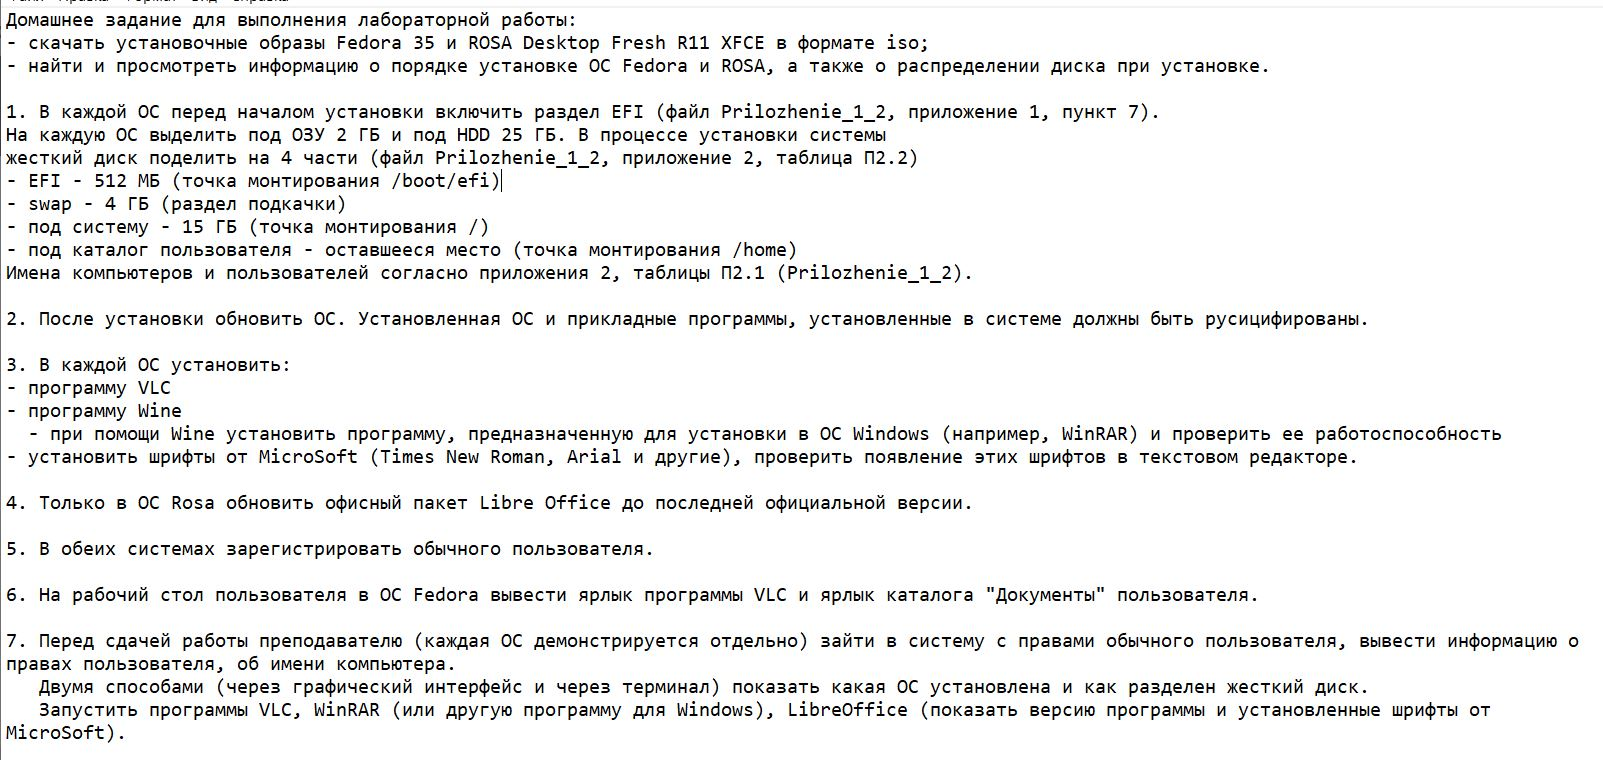 Домашнее задание для выполнения лабораторной работы:
- скачать установочные образы Fedora 35 и ROSA Desktop Fresh R11 XFCE в формате iso;
- найти и просмотреть информацию о порядке установке ОС Fedora и ROSA, а также о распределении диска при установке.
1. В каждой ОС перед началом установки включить раздел EFI (файл Prilozhenie_1_2, приложение 1, пункт 7).
На каждую ОС выделить под ОЗУ 2 ГБ и под HDD 25 ГБ. В процессе установки системы
жесткий диск поделить на 4 части (файл Prilozhenie_1_2, приложение 2, таблица П2.2)
- EFI - 512 МБ (точка монтирования /boot/efi)
- swap - 4 ГБ (раздел подкачки)
- под систему - 15 ГБ (точка монтирования /)
- под каталог пользователя - оставшееся место (точка монтирования /home)
Имена компьютеров и пользователей согласно приложения 2, таблицы П2.1 (Prilozhenie_1_2).
2. После установки обновить ОС. Установленная ОС и прикладные программы, установленные в системе должны быть русицифированы.
3. В каждой ОС установить:
- программу VLC
- программу Wine
- при помощи Wine установить программу, предназначенную для установки в ОС Windows (например, WinRAR) и проверить ее работоспособность
- установить шрифты от MicroSoft (Times New Roman, Arial и другие), проверить появление этих шрифтов в текстовом редакторе.
4. Только в ОС Rosa обновить офисный пакет Libre Office до последней официальной версии.
5. В обеих системах зарегистрировать обычного пользователя.
6. На рабочий стол пользователя в ОС Fedora вывести ярлык программы VLC и ярлык каталога "Документы" пользователя.
7. Перед сдачей работы преподавателю (каждая ОС демонстрируется отдельно) зайти в систему с правами обычного пользователя, вывести информацию о
правах пользователя, об имени компьютера.
Двумя способами (через графический интерфейс и через терминал) показать какая ОС установлена и как разделен жесткий диск.
Запустить программы VLC, WinRAR (или другую программу для Windows), LibreOffice (показать версию программы и установленные шрифты от
MicroSoft).